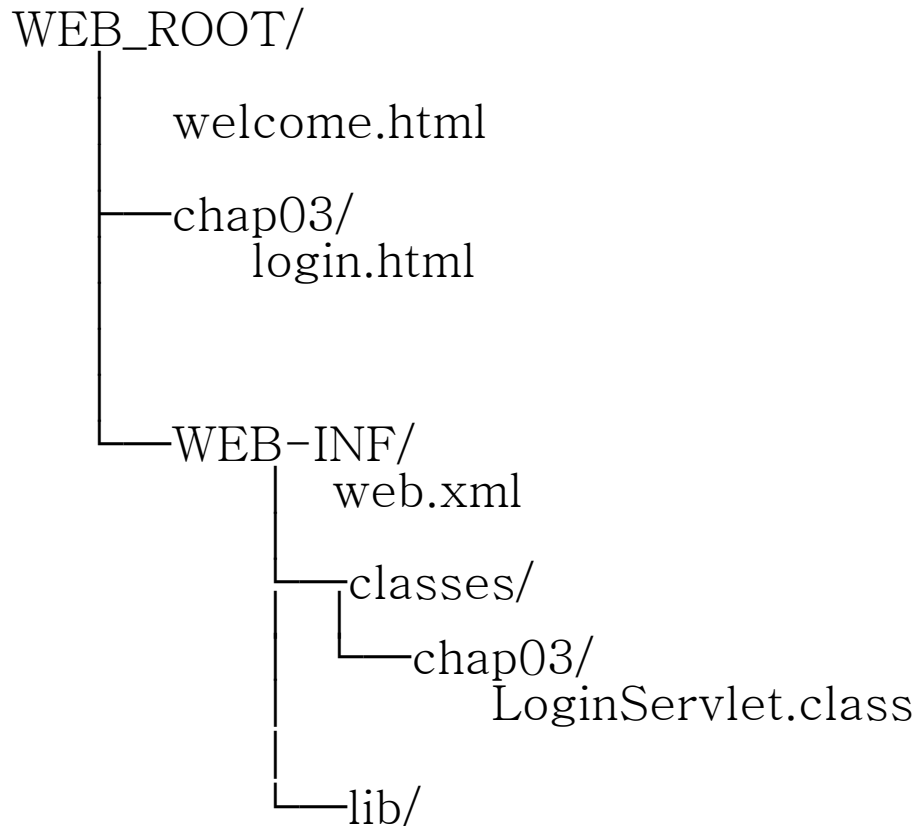 WEB_ROOT/
welcome.html
chap03/
login.html
WEB-INF/
web.xml
classes/
chap03/
LoginServlet.class
lib/